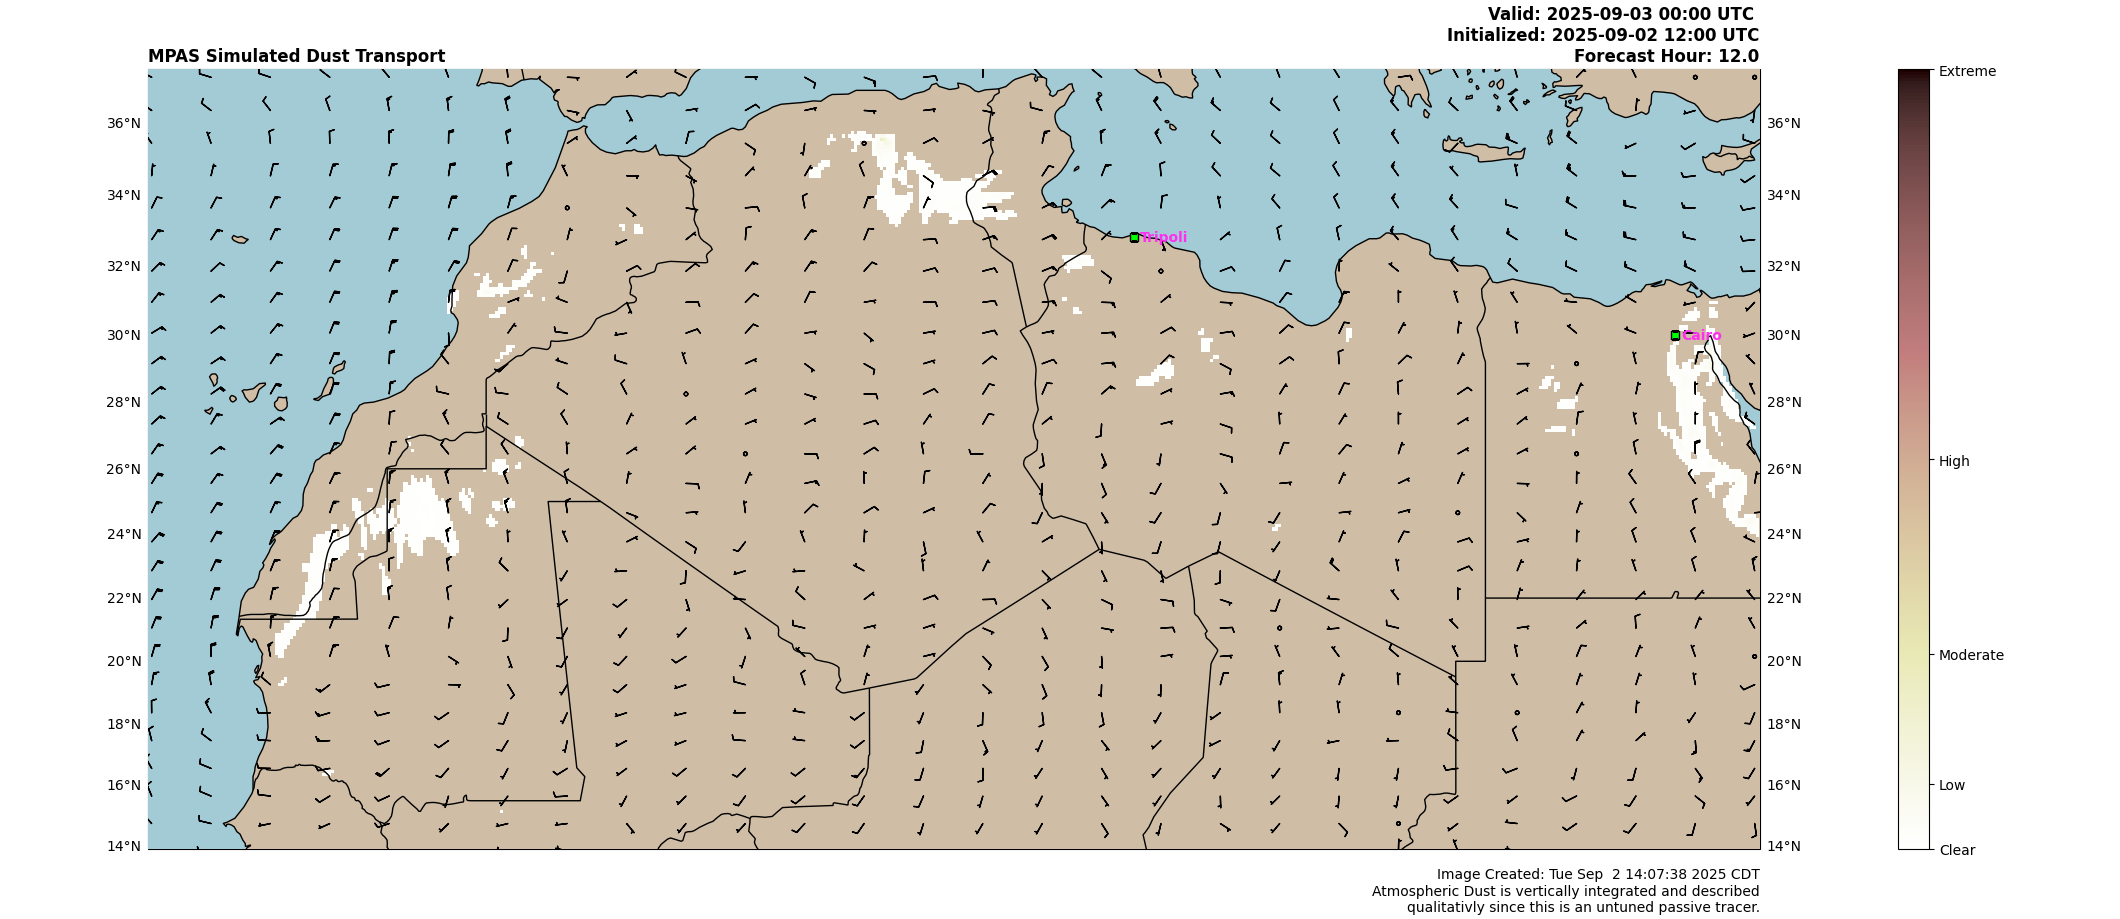 Valid: 2025-09-03 00:00 UTC
Initialized: 2025-09-02 12:00 UTC
MPAS Simulated Dust Transport
Forecast Hour: 12.0
Extreme
36°N
36°N
34°N
34°N
Tripoli
32°N
32°N
30°N
Cairo
30°N
28°N
28°N
26°N
26°N
High
24°N
24°N
22°N
22°N
20°N
20°N
Moderate
18°N
18°N
16°N
16°N
Low
14°N
14°N
Clear
Image Created: Tue Sep  2 14:07:38 2025 CDT
Atmospheric Dust is vertically integrated and described
qualitativly since this is an untuned passive tracer.